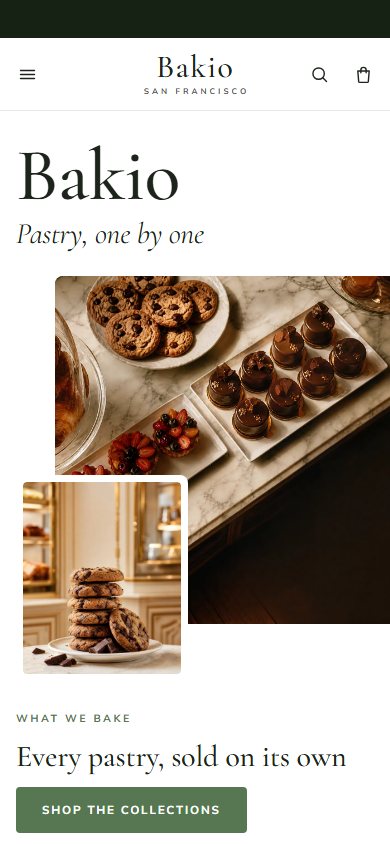 Bakio
SAN FRANCISCO
Bakio
Pastry, one by one
WHAT WE BAKE
Every pastry, sold on its own
SHOP THE COLLECTIONS